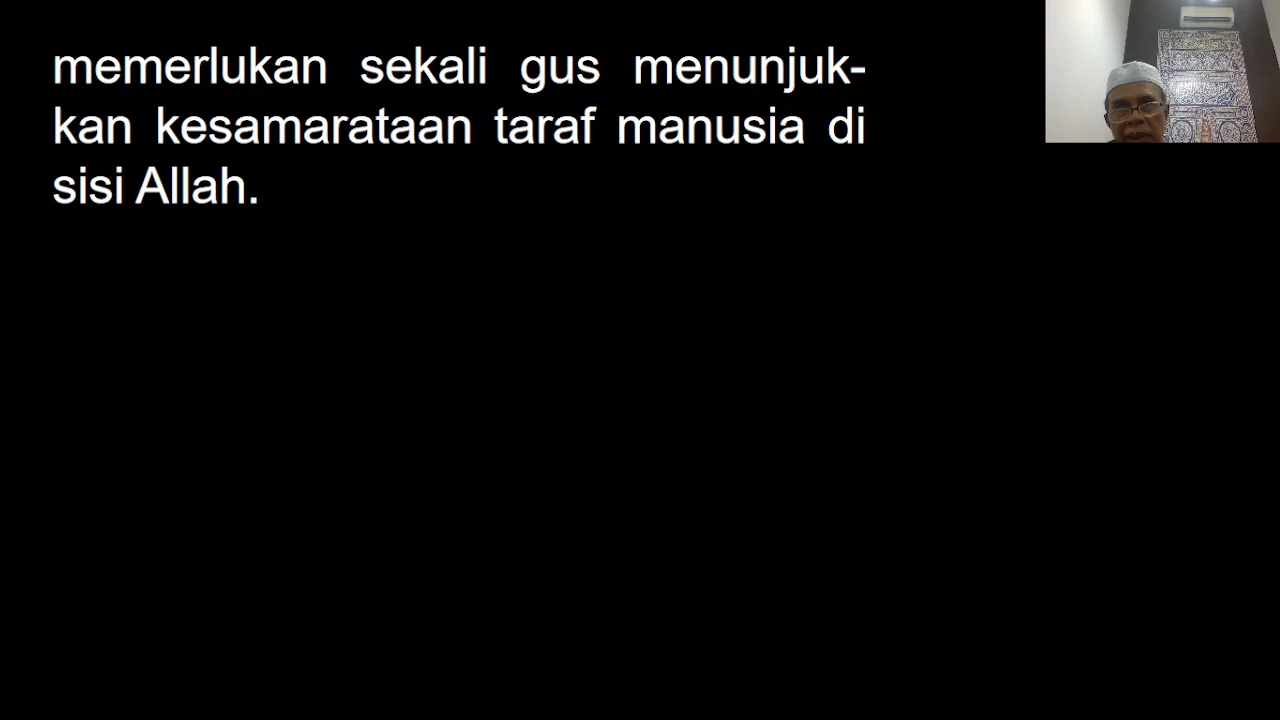 memerlukan sekali gus menunjuk-
kan kesamarataan taraf manusia di
sisi Allah.